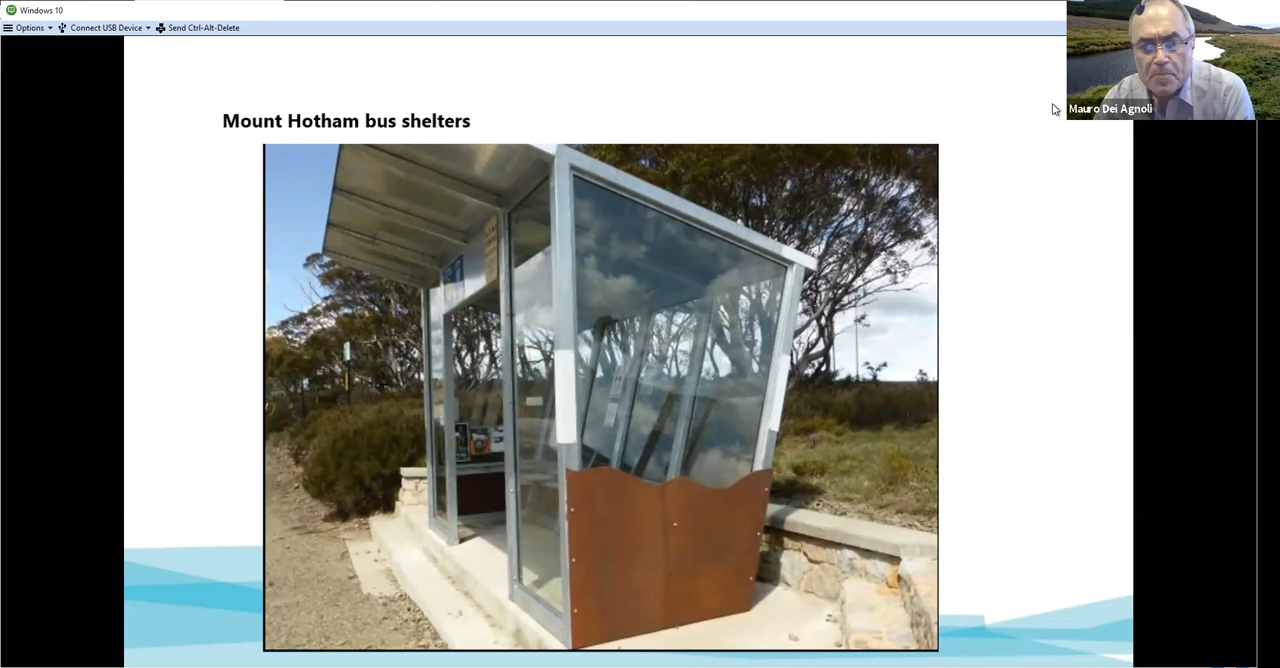 Windows 10
Options Connect USB Device Send Ctrl-Alt-Delete
Mauro Dei Agnoli
Mount Hotham bus shelters